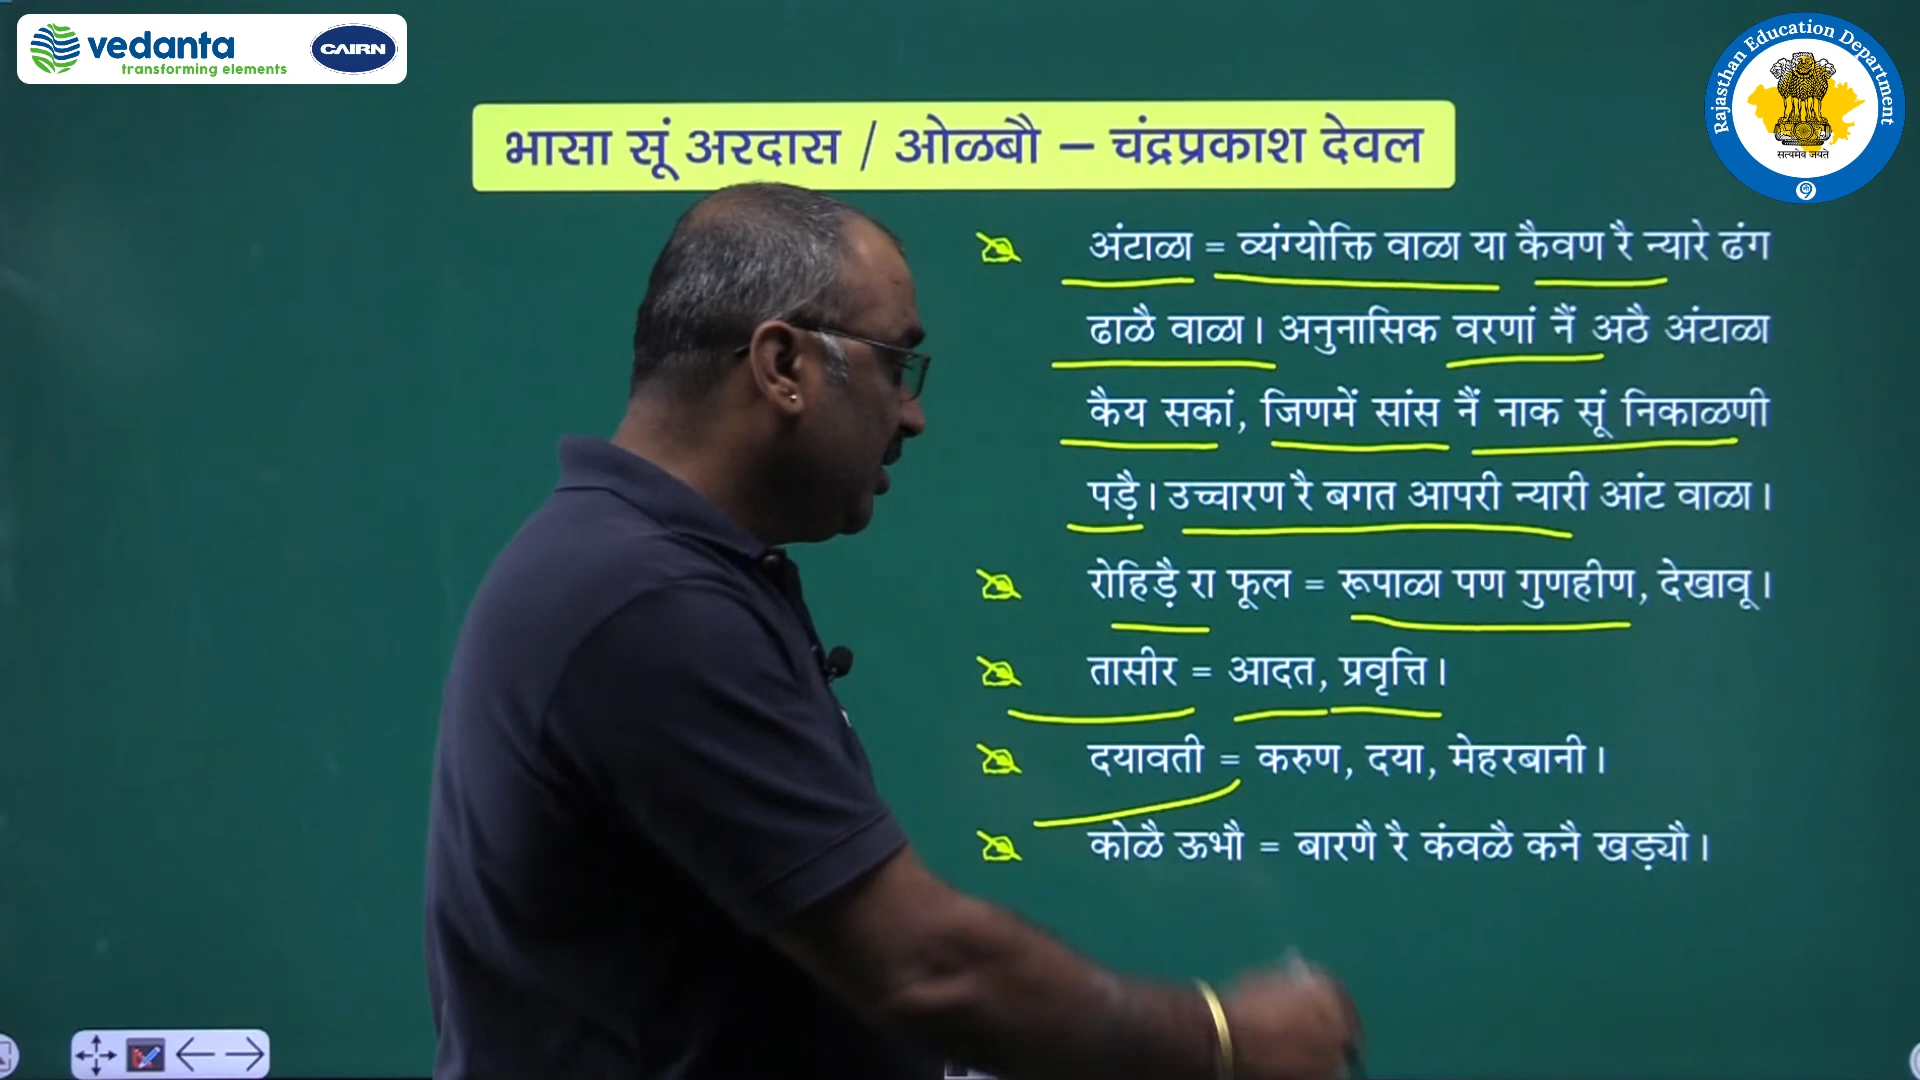 vedanta
transforming elements
CAIRN
Rajasthan Education Department
सत्यमेव जयते
भासा सूं अरदास / ओळबौ – चंद्रप्रकाश देवल
अंटाळा = व्यंग्योक्ति वाळा या कैवण रै न्यारे ढंग
ढाळै वाळा। अनुनासिक वरणां नैं अठै अंटाळा
कैय सकां, जिणमें सांस नैं नाक सूं निकाळणी
पड़ै। उच्चारण रै बगत आपरी न्यारी आंट वाळा।
रोहिड़ै रा फूल = रूपाळा पण गुणहीण, देखावू।
तासीर = आदत, प्रवृत्ति।
दयावती = करुण, दया, मेहरबानी।
कोळै ऊभौ = बारणै रै कंवळै कनै खड़्यौ।